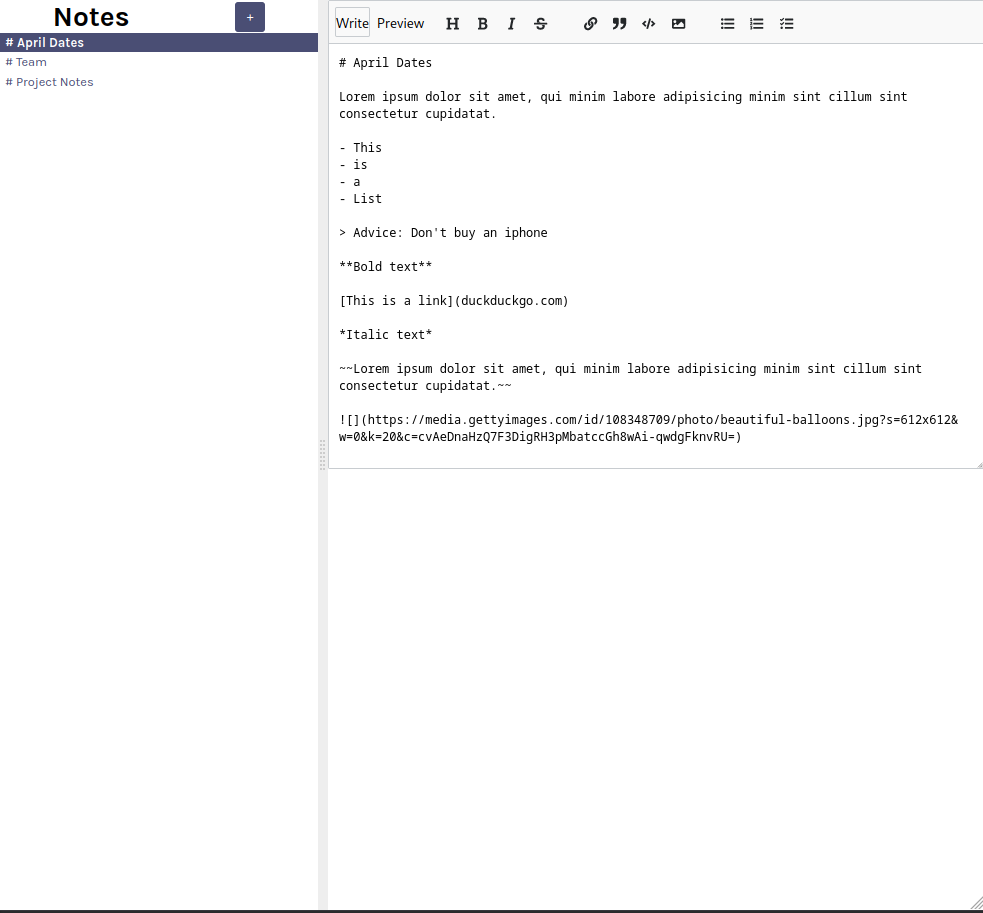 Notes
+
# April Dates
# Team
# Project Notes
Write Preview H B I S
# April Dates
Lorem ipsum dolor sit amet, qui minim labore adipisicing minim sint cillum sint
consectetur cupidatat.
- This
- is
- a
- List
> Advice: Don't buy an iphone
**Bold text**
[This is a link](duckduckgo.com)
*Italic text*
~~Lorem ipsum dolor sit amet, qui minim labore adipisicing minim sint cillum sint
consectetur cupidatat.~~
![](https://media.gettyimages.com/id/108348709/photo/beautiful-balloons.jpg?s=612x612&
w=0&k=20&c=cvAeDnaHzQ7F3DigRH3pMbatccGh8wAi-qwdgFknvRU=)